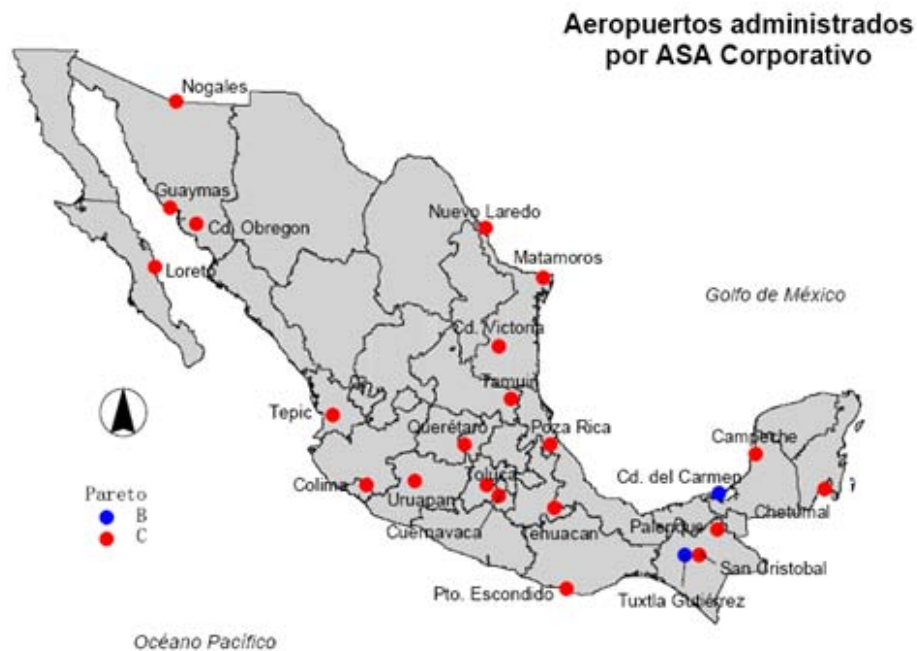 Aeropuertos administrados
por ASA Corporativo
Nogales
Guaymas
Cd. Obregon
Nuevo Laredo
Loreto
Matamoros
Golfo de México
Cd. Victoria
Tamuin
Tepic
Querétaro
Poza Rica
Campeche
Colima
Toluca
Cd. del Carmen
Pareto
B
C
Uruapan
Chetumal
Cuernavaca
Tehuacan
Palenque
San Cristobal
Pto. Escondido
Tuxtla Gutiérrez
Océano Pacífico